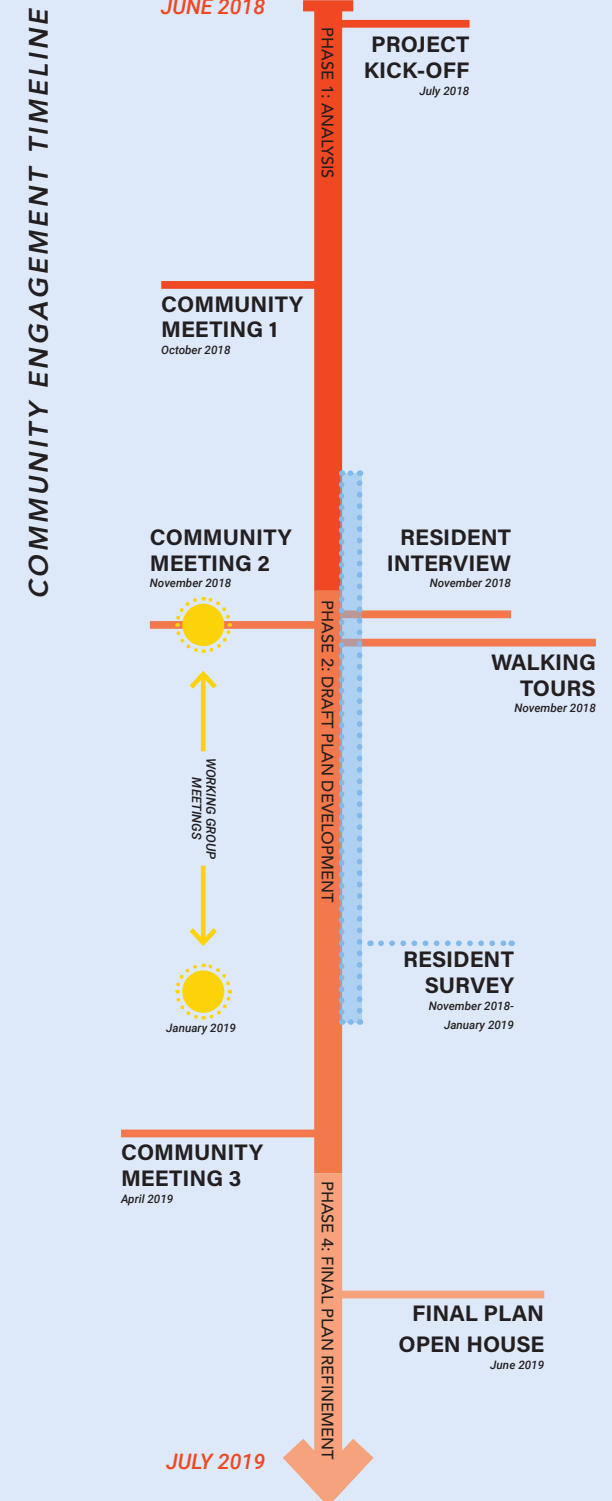 COMMUNITY ENGAGEMENT TIMELINE
JUNE 2018
PHASE 1: ANALYSIS
PROJECT
KICK-OFF
July 2018
COMMUNITY
MEETING 1
October 2018
COMMUNITY
MEETING 2
November 2018
RESIDENT
INTERVIEW
November 2018
PHASE 2: DRAFT PLAN DEVELOPMENT
WALKING
TOURS
November 2018
WORKING GROUP
MEETINGS
RESIDENT
SURVEY
November 2018-
January 2019
January 2019
COMMUNITY
MEETING 3
April 2019
PHASE 4: FINAL PLAN REFINEMENT
FINAL PLAN
OPEN HOUSE
June 2019
JULY 2019